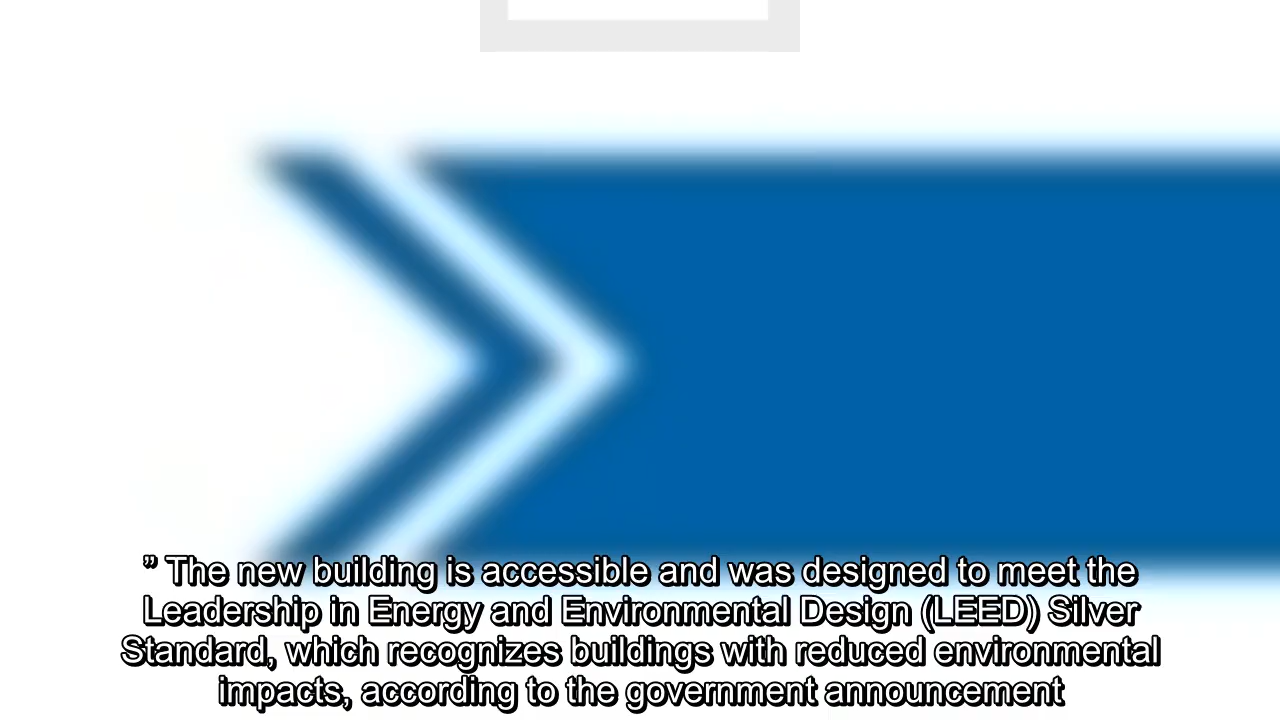 ” The new building is accessible and was designed to meet the
Leadership in Energy and Environmental Design (LEED) Silver
Standard, which recognizes buildings with reduced environmental
impacts, according to the government announcement